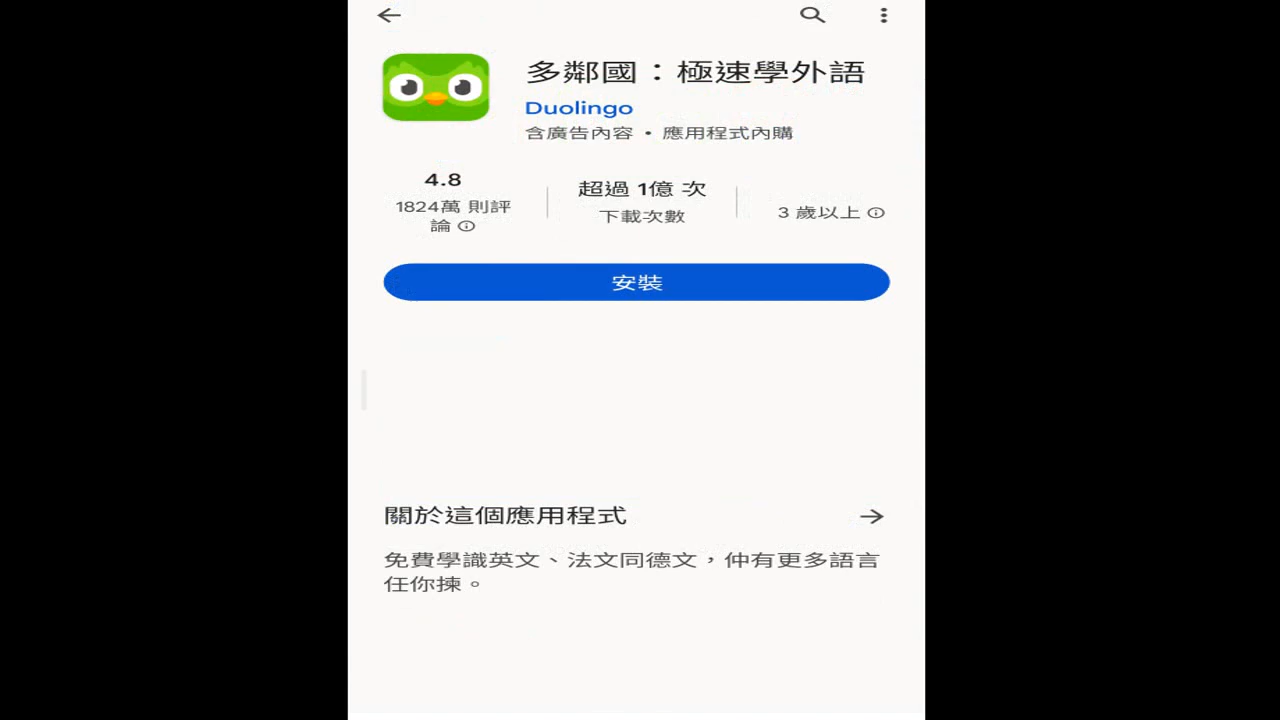 多鄰國：極速學外語
Duolingo
含廣告內容 • 應用程式內購
4.8
1824萬 則評
論
超過 1億 次
下載次數
3 歲以上
安裝
關於這個應用程式
免費學識英文、法文同德文，仲有更多語言
任你揀。